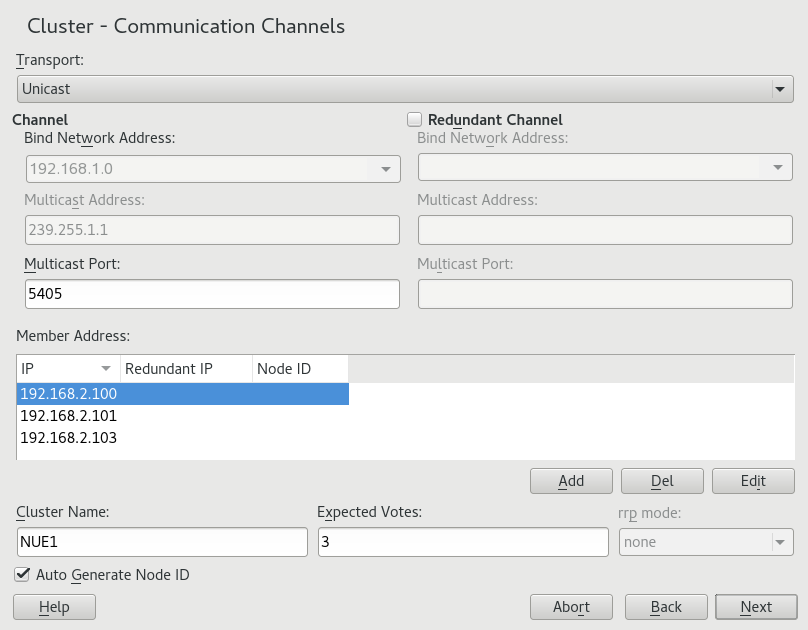 Cluster - Communication Channels
Transport:
Unicast
Channel
Bind Network Address:
192.168.1.0
Multicast Address:
239.255.1.1
Multicast Port:
5405
Redundant Channel
Bind Network Address:
Multicast Address:
Multicast Port:
Member Address:
IP Redundant IP Node ID
192.168.2.100
192.168.2.101
192.168.2.103
Add Del Edit
Cluster Name:
NUE1
Expected Votes:
3
rrp mode:
none
Auto Generate Node ID
Help Abort Back Next